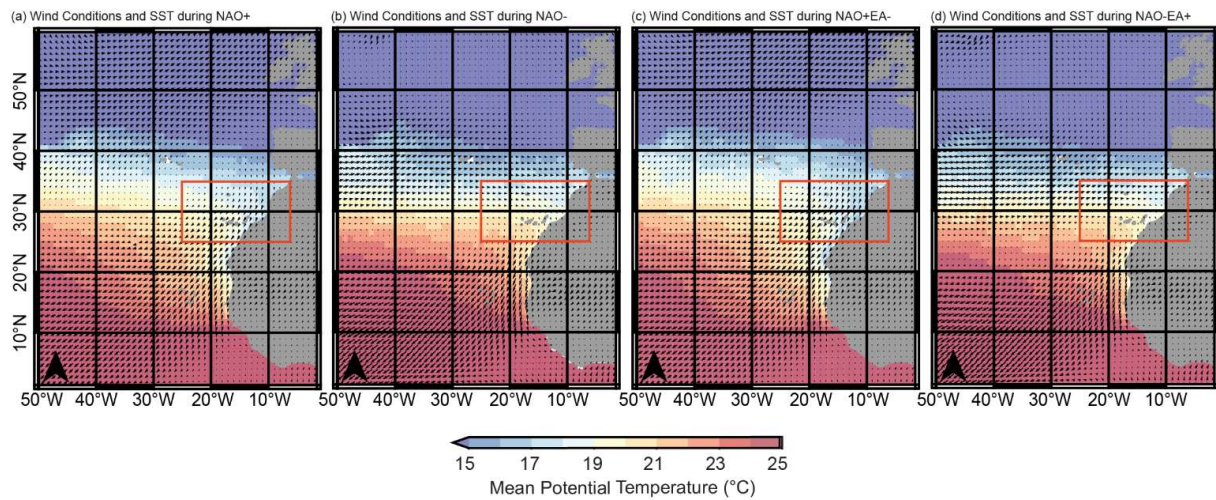 (a) Wind Conditions and SST during NAO+
(b) Wind Conditions and SST during NAO-
(c) Wind Conditions and SST during NAO+EA-
(d) Wind Conditions and SST during NAO-EA+
50°N
40°N
30°N
20°N
10°N
50°W 40°W 30°W 20°W 10°W
50°W 40°W 30°W 20°W 10°W
50°W 40°W 30°W 20°W 10°W
50°W 40°W 30°W 20°W 10°W
15 17 19 21 23 25
Mean Potential Temperature (°C)